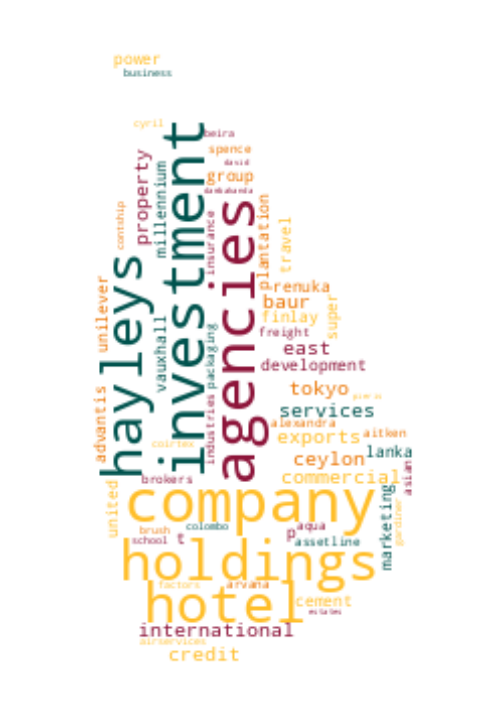 power
business
cyril
beira
spence
david
group
dambakanda
property
millennium
investment
contship
insurance
agencies
plantation
travel
hayleys
renuka
baur
super
unilever
finlay
freight
vauxhall
packaging
east
development
industries
tokyo
advantis
services
alexandra
exports
aitken
coirtex
lanka
ceylon
commercial
asian
brokers
united
company
marketing
gardiner
brush
colombo
school
t
p
aqua
assetline
holdings
factors
arvana
hotel
cement
estates
international
airservices
credit